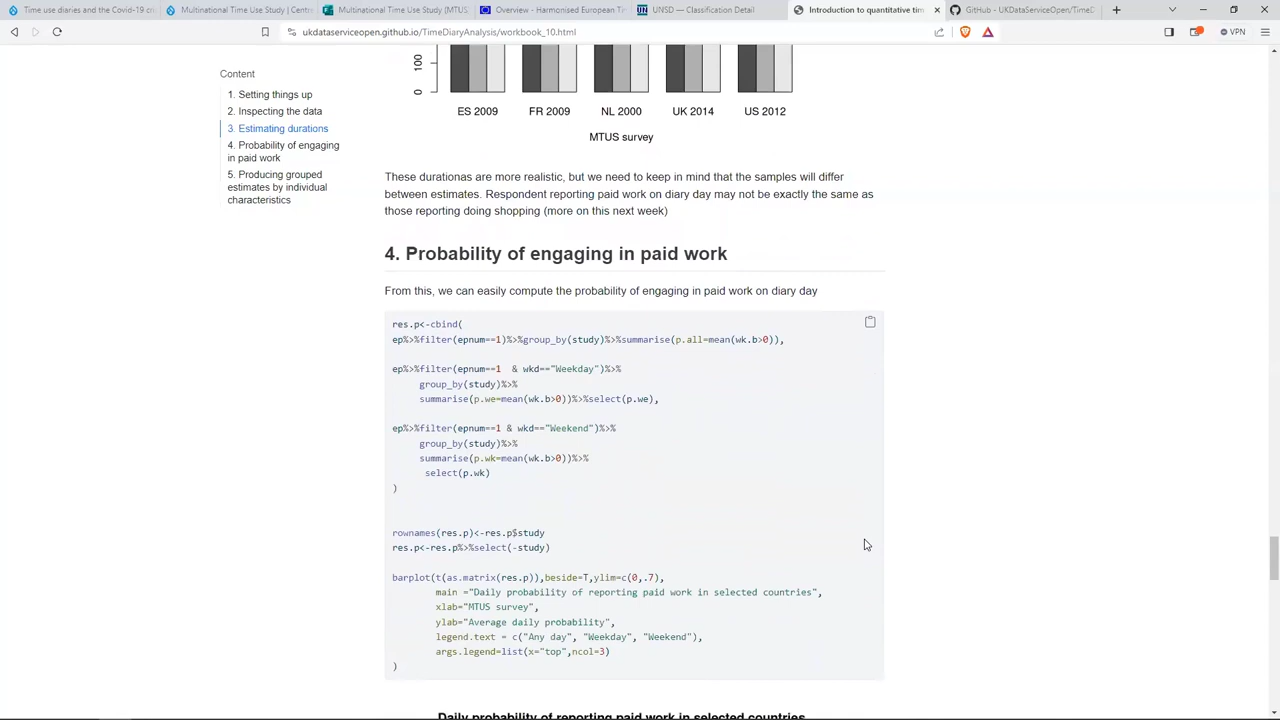 Time use diaries and the Covid-19 cr
Multinational Time Use Study | Centr
Multinational Time Use Study (MTUS,
Overview - Harmonised European Ti
UNSD — Classification Detail
Introduction to quantitative tim
GitHub - UKDataServiceOpen/TimeD
ukdataserviceopen.github.io/TimeDiaryAnalysis/workbook_10.html
VPN
Content
1. Setting things up
2. Inspecting the data
3. Estimating durations
4. Probability of engaging
in paid work
5. Producing grouped
estimates by individual
characteristics
100
0
ES 2009
FR 2009
NL 2000
UK 2014
US 2012
MTUS survey
These durationas are more realistic, but we need to keep in mind that the samples will differ
between estimates. Respondent reporting paid work on diary day may not be exactly the same as
those reporting doing shopping (more on this next week)
4. Probability of engaging in paid work
From this, we can easily compute the probability of engaging in paid work on diary day
res.p<-cbind(
ep%>%filter(epnum==1)%>%group_by(study)%>%summarise(p.all=mean(wk.b>0)),
ep%>%filter(epnum==1  & wkd=="Weekday")%>%
group_by(study)%>%
summarise(p.we=mean(wk.b>0))%>%select(p.we),
ep%>%filter(epnum==1 & wkd=="Weekend")%>%
group_by(study)%>%
summarise(p.wk=mean(wk.b>0))%>%
select(p.wk)
)
rownames(res.p)<-res.p$study
res.p<-res.p%>%select(-study)
barplot(t(as.matrix(res.p)),beside=T,ylim=c(0,.7),
main ="Daily probability of reporting paid work in selected countries",
xlab="MTUS survey",
ylab="Average daily probability",
legend.text = c("Any day", "Weekday", "Weekend"),
args.legend=list(x="top",ncol=3)
)
Daily probability of reporting paid work in selected countries